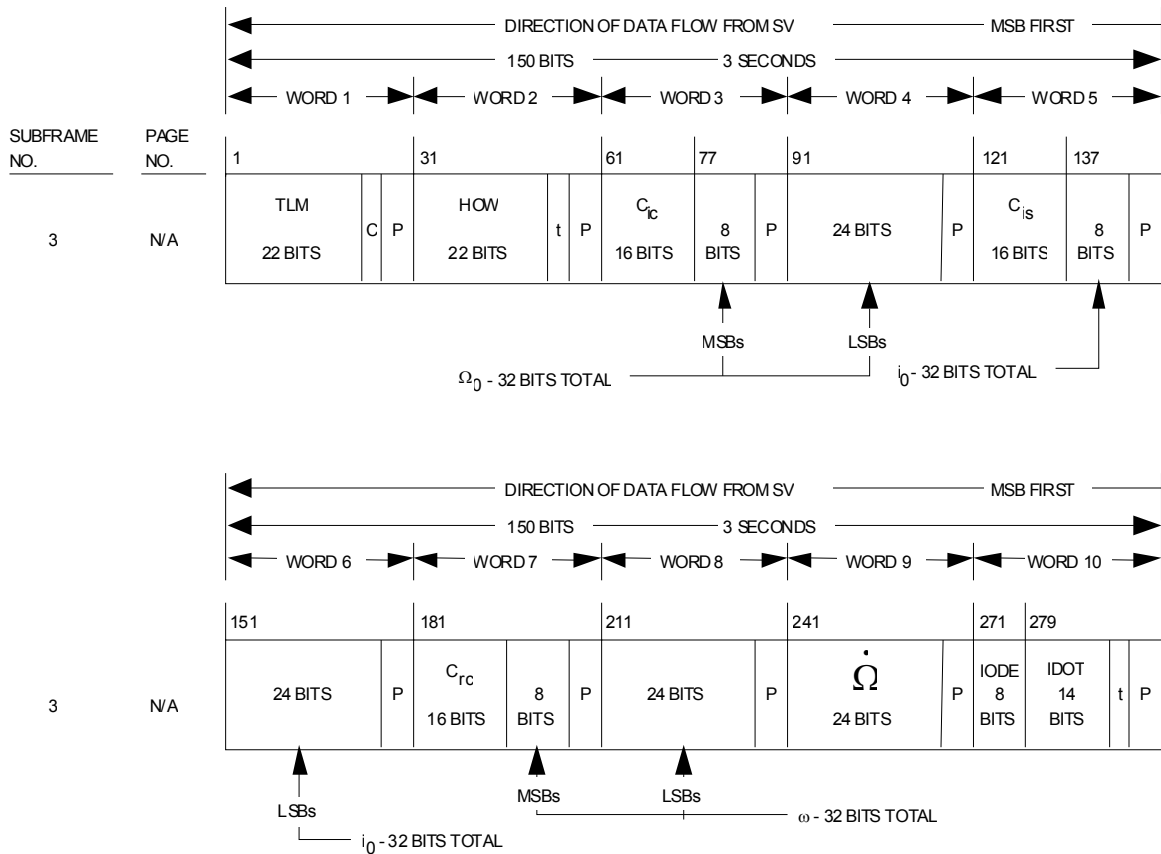 DIRECTION OF DATA FLOW FROM SV MSB FIRST
150 BITS 3 SECONDS
WORD 1 WORD 2 WORD 3 WORD 4 WORD 5
SUBFRAME NO. PAGE NO.
1 31 61 77 91 121 137
TLM HOW C_ic C_is
3 N/A C P t P 8 P 24 BITS P 8 P
22 BITS 22 BITS 16 BITS BITS 16 BITS BITS
MSBs LSBs
Ω0 - 32 BITS TOTAL i0 - 32 BITS TOTAL
DIRECTION OF DATA FLOW FROM SV MSB FIRST
150 BITS 3 SECONDS
WORD 6 WORD 7 WORD 8 WORD 9 WORD 10
151 181 211 241 271 279
C_rc Ω̇ IODE IDOT
3 N/A 24 BITS P 8 P 24 BITS P P 8 14 t P
16 BITS BITS 24 BITS BITS BITS
LSBs MSBs LSBs
i0 - 32 BITS TOTAL ω - 32 BITS TOTAL